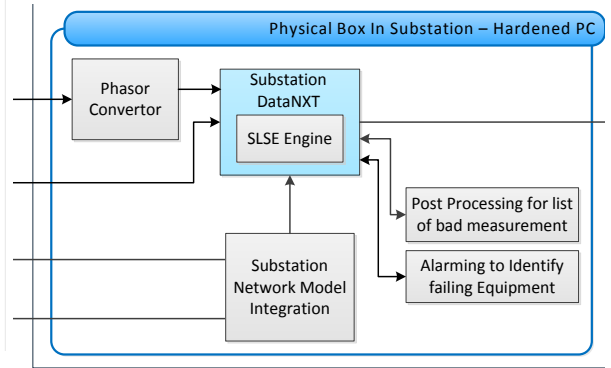 Physical Box In Substation – Hardened PC
Phasor
Convertor
Substation
DataNXT
SLSE Engine
Post Processing for list
of bad measurement
Substation
Network Model
Integration
Alarming to Identify
failing Equipment